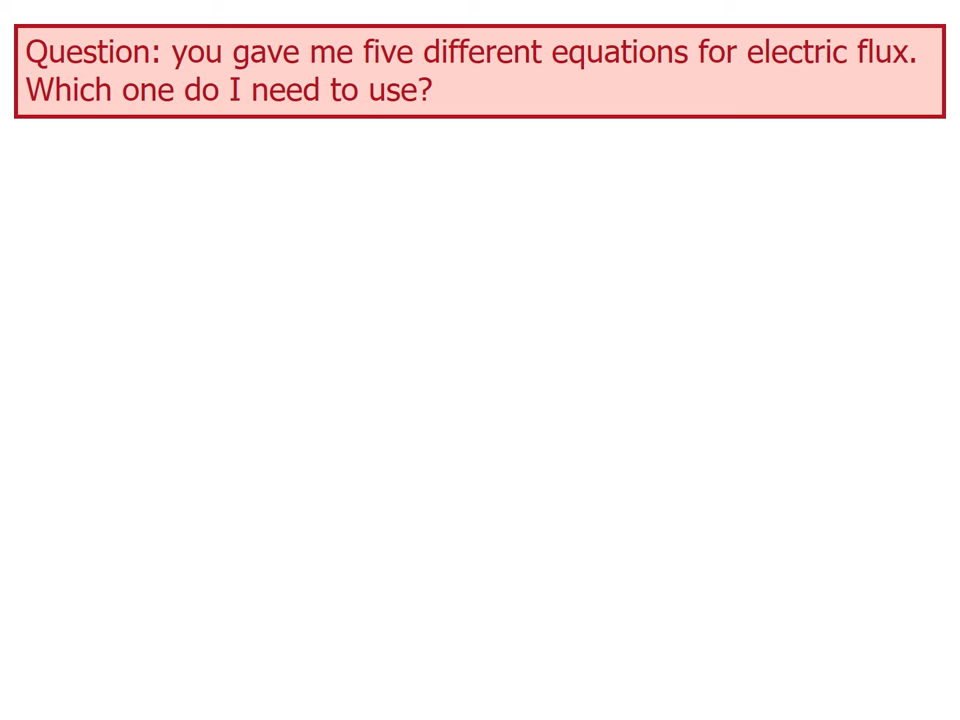 Question: you gave me five different equations for electric flux.
Which one do I need to use?